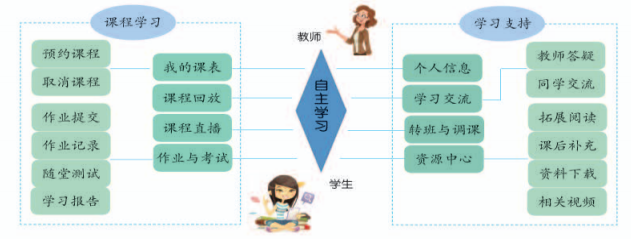 课程学习
预约课程
取消课程
作业提交
作业记录
随堂测试
学习报告
我的课表
课程回放
课程直播
作业与考试
教师
自主学习
学生
学习支持
个人信息
学习交流
转班与调课
资源中心
教师答疑
同学交流
拓展阅读
课后补充
资料下载
相关视频